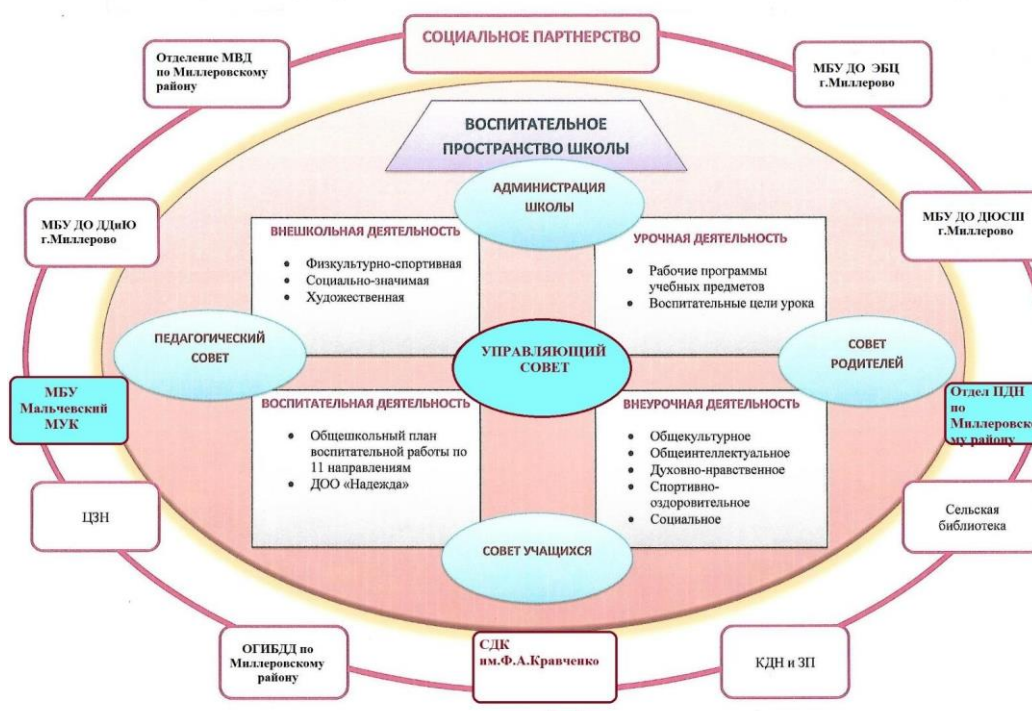 СОЦИАЛЬНОЕ ПАРТНЕРСТВО
Отделение МВД
по Миллеровскому
району
МБУ ДО ЭБЦ
г.Миллерово
ВОСПИТАТЕЛЬНОЕ
ПРОСТРАНСТВО ШКОЛЫ
АДМИНИСТРАЦИЯ
ШКОЛЫ
МБУ ДО ДДиЮ
г.Миллерово
МБУ ДО ДЮСШ
г.Миллерово
ВНЕШКОЛЬНАЯ ДЕЯТЕЛЬНОСТЬ
• Физкультурно-спортивная
• Социально-значимая
• Художественная
УРОЧНАЯ ДЕЯТЕЛЬНОСТЬ
• Рабочие программы
учебных предметов
• Воспитательные цели урока
ПЕДАГОГИЧЕСКИЙ
СОВЕТ
УПРАВЛЯЮЩИЙ
СОВЕТ
СОВЕТ
РОДИТЕЛЕЙ
МБУ
Мальчевский
МУК
Отдел ПДН
по
Миллеровско
му району
ВОСПИТАТЕЛЬНАЯ ДЕЯТЕЛЬНОСТЬ
• Общешкольный план
воспитательной работы по
11 направлениям
• ДОО «Надежда»
ВНЕУРОЧНАЯ ДЕЯТЕЛЬНОСТЬ
• Общекультурное
• Общеинтеллектуальное
• Духовно-нравственное
• Спортивно-
оздоровительное
• Социальное
ЦЗН
Сельская
библиотека
СОВЕТ УЧАЩИХСЯ
ОГИБДД по
Миллеровскому
району
СДК
им.Ф.А.Кравченко
КДН и ЗП